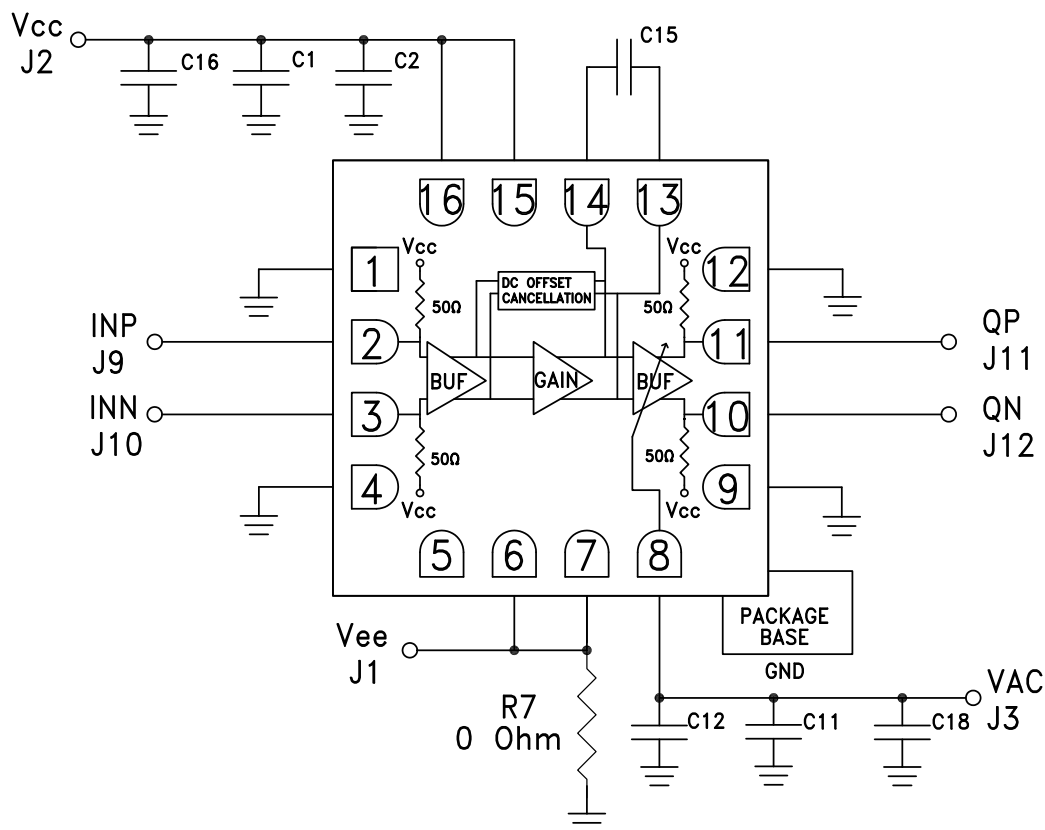 Vcc
J2
C16
C1
C2
C15
16
15
14
13
1
Vcc
50Ω
DC OFFSET
CANCELLATION
Vcc
50Ω
12
INP
J9
2
11
QP
J11
BUF
GAIN
BUF
INN
J10
3
10
QN
J12
50Ω
50Ω
4
Vcc
Vcc
9
5
6
7
8
PACKAGE
BASE
GND
Vee
J1
R7
0 Ohm
VAC
J3
C12
C11
C18